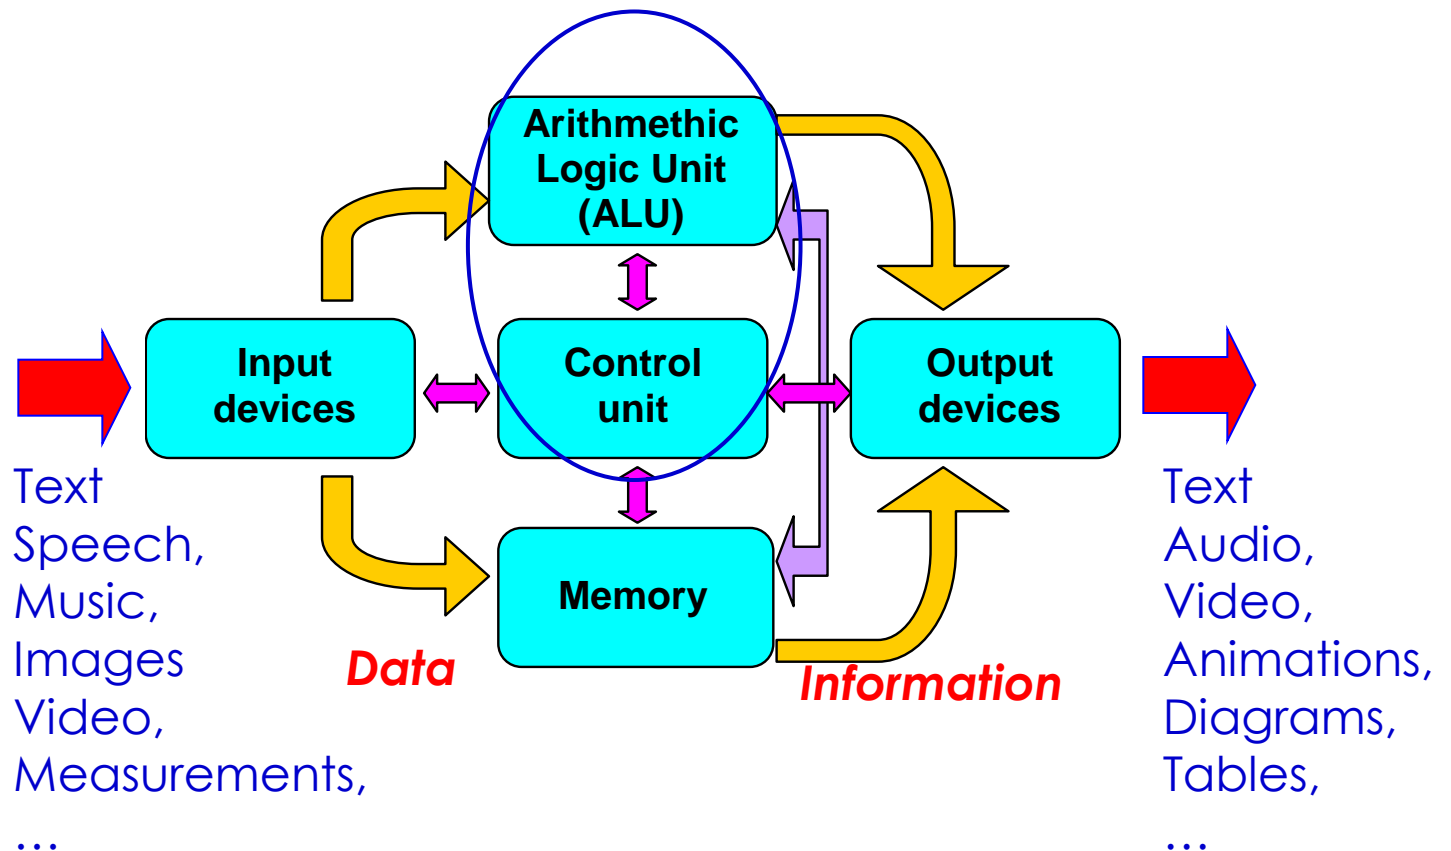 Arithmethic
Logic Unit
(ALU)
Input
devices
Control
unit
Output
devices
Memory
Data
Information
Text
Speech,
Music,
Images
Video,
Measurements,
…
Text
Audio,
Video,
Animations,
Diagrams,
Tables,
…